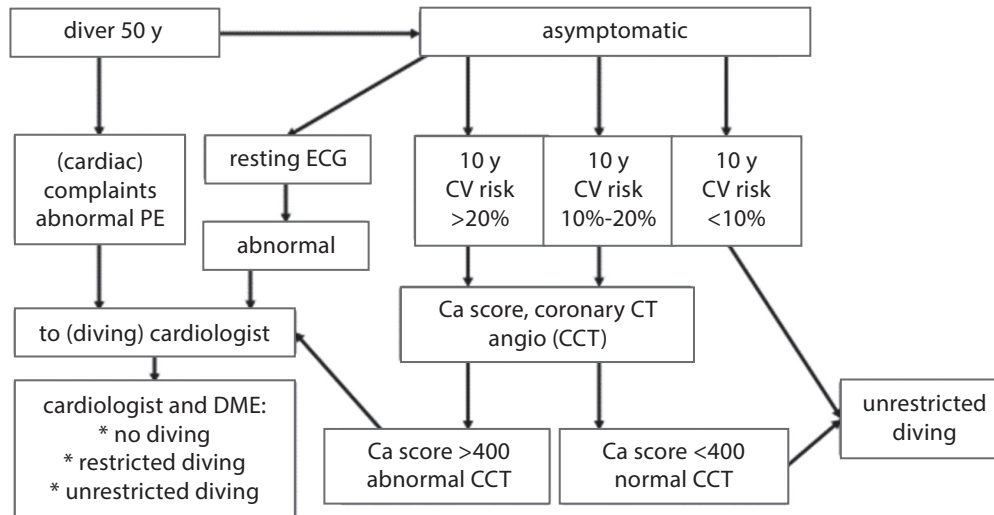 diver 50 y
asymptomatic
(cardiac)
complaints
abnormal PE
resting ECG
10 y
CV risk
>20%
10 y
CV risk
10%-20%
10 y
CV risk
<10%
abnormal
to (diving) cardiologist
Ca score, coronary CT
angio (CCT)
cardiologist and DME:
* no diving
* restricted diving
* unrestricted diving
Ca score >400
abnormal CCT
Ca score <400
normal CCT
unrestricted
diving